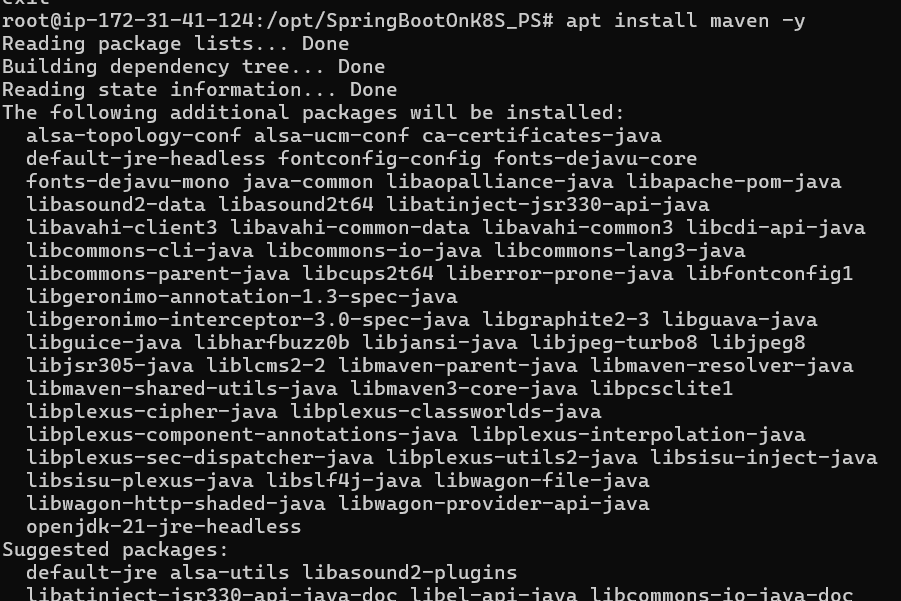 exit
root@ip-172-31-41-124:/opt/SpringBootOnK8S_PS# apt install maven -y
Reading package lists... Done
Building dependency tree... Done
Reading state information... Done
The following additional packages will be installed:
  alsa-topology-conf alsa-ucm-conf ca-certificates-java
  default-jre-headless fontconfig-config fonts-dejavu-core
  fonts-dejavu-mono java-common libaopalliance-java libapache-pom-java
  libasound2-data libasound2t64 libatinject-jsr330-api-java
  libavahi-client3 libavahi-common-data libavahi-common3 libcdi-api-java
  libcommons-cli-java libcommons-io-java libcommons-lang3-java
  libcommons-parent-java libcups2t64 liberror-prone-java libfontconfig1
  libgeronimo-annotation-1.3-spec-java
  libgeronimo-interceptor-3.0-spec-java libgraphite2-3 libguava-java
  libguice-java libharfbuzz0b libjansi-java libjpeg-turbo8 libjpeg8
  libjsr305-java liblcms2-2 libmaven-parent-java libmaven-resolver-java
  libmaven-shared-utils-java libmaven3-core-java libpcsclite1
  libplexus-cipher-java libplexus-classworlds-java
  libplexus-component-annotations-java libplexus-interpolation-java
  libplexus-sec-dispatcher-java libplexus-utils2-java libsisu-inject-java
  libsisu-plexus-java libslf4j-java libwagon-file-java
  libwagon-http-shaded-java libwagon-provider-api-java
  openjdk-21-jre-headless
Suggested packages:
  default-jre alsa-utils libasound2-plugins
  libatinject-jsr330-api-java-doc libel-api-java libcommons-io-java-doc